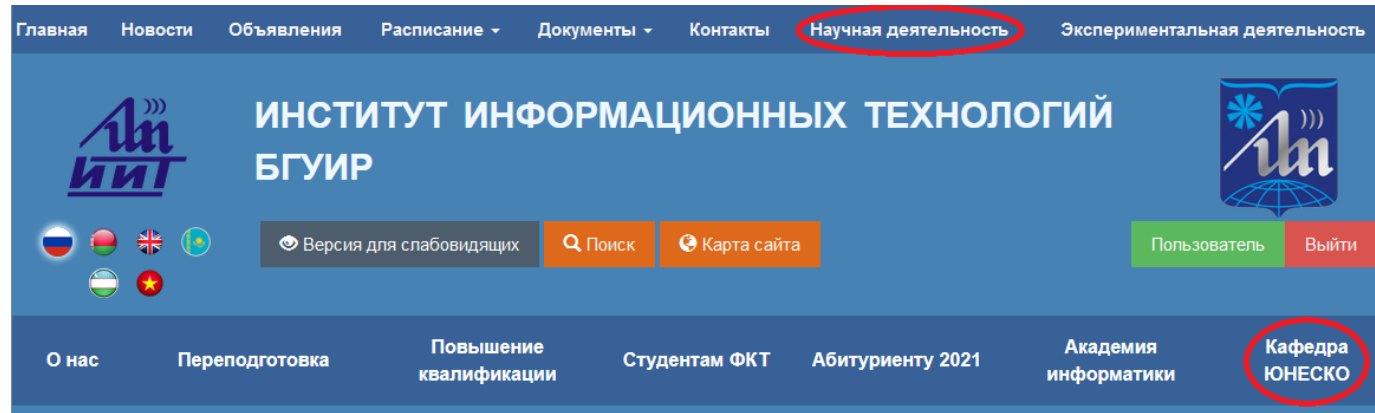 Главная Новости Объявления Расписание Документы Контакты Научная деятельность Экспериментальная деятельность
ИНСТИТУТ ИНФОРМАЦИОННЫХ ТЕХНОЛОГИЙ
БГУИР
ИИТ
Версия для слабовидящих Поиск Карта сайта Пользователь Выйти
О нас Переподготовка Повышение квалификации Студентам ФКТ Абитуриенту 2021 Академия информатики Кафедра ЮНЕСКО